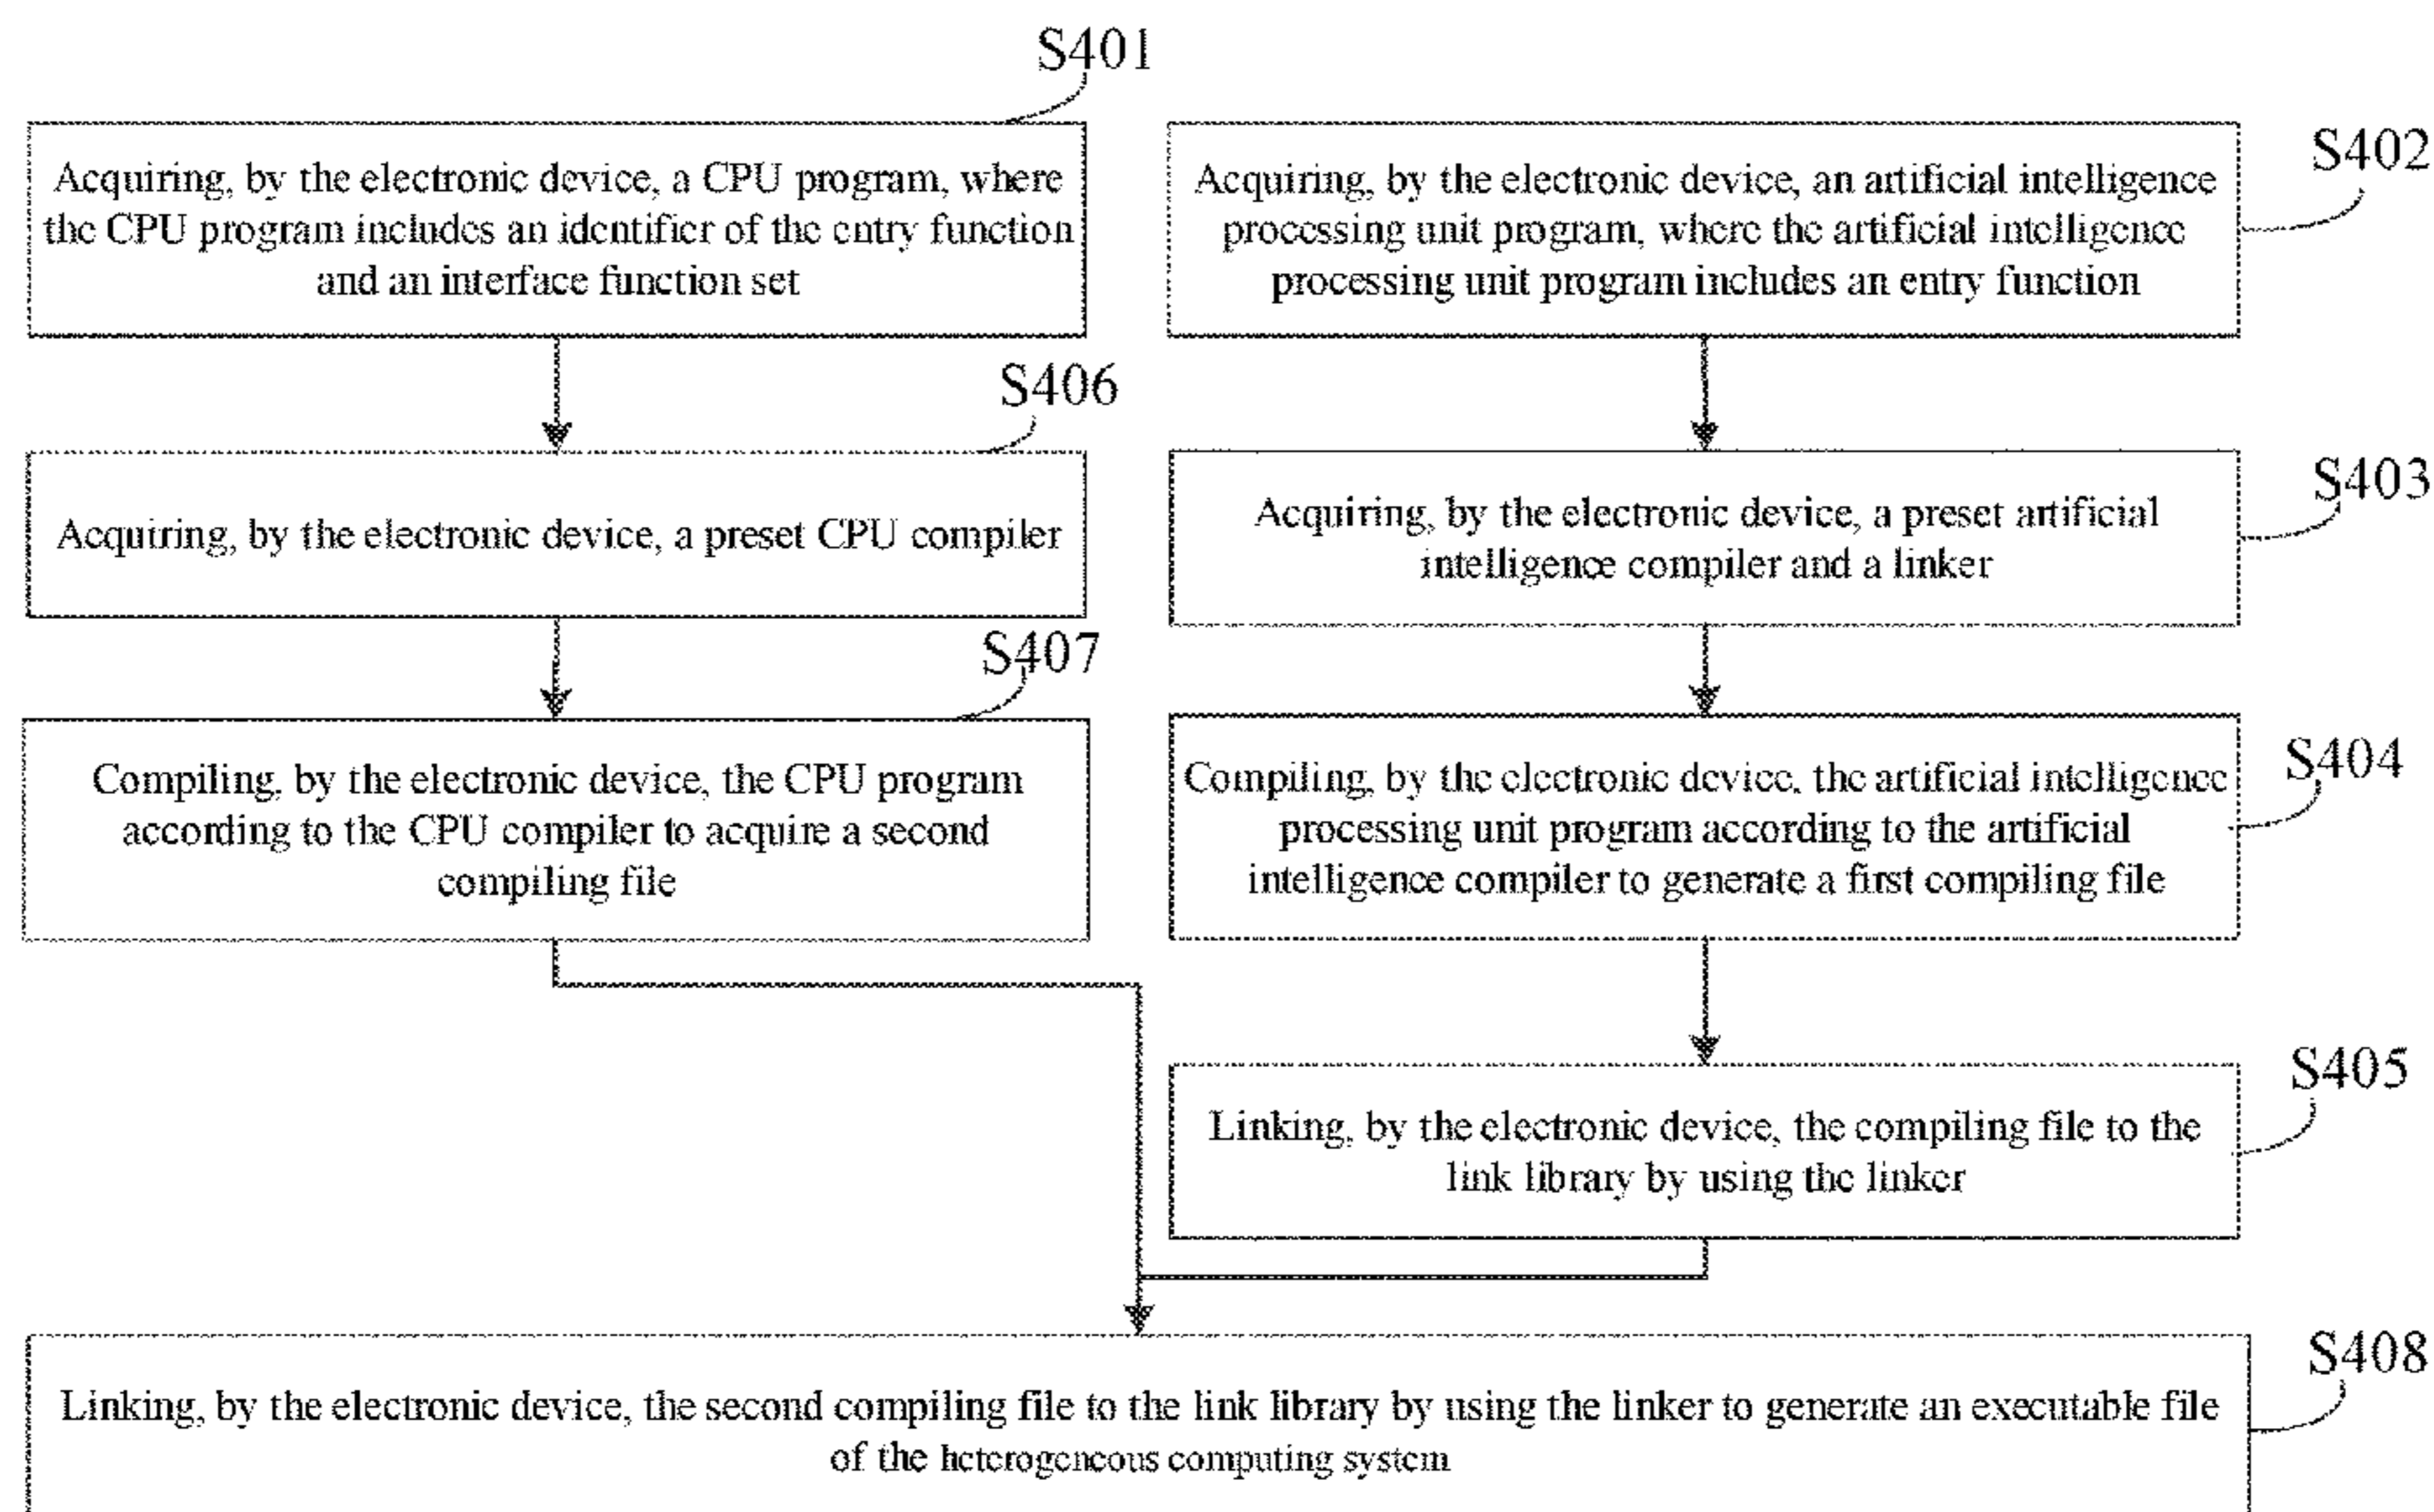 S401
Acquiring, by the electronic device, a CPU program, where
the CPU program includes an identifier of the entry function
and an interface function set
S402
Acquiring, by the electronic device, an artificial intelligence
processing unit program, where the artificial intelligence
processing unit program includes an entry function
S406
Acquiring, by the electronic device, a preset CPU compiler
S403
Acquiring, by the electronic device, a preset artificial
intelligence compiler and a linker
S407
Compiling, by the electronic device, the CPU program
according to the CPU compiler to acquire a second
compiling file
S404
Compiling, by the electronic device, the artificial intelligence
processing unit program according to the artificial
intelligence compiler to generate a first compiling file
S405
Linking, by the electronic device, the compiling file to the
link library by using the linker
S408
Linking, by the electronic device, the second compiling file to the link library by using the linker to generate an executable file
of the heterogeneous computing system